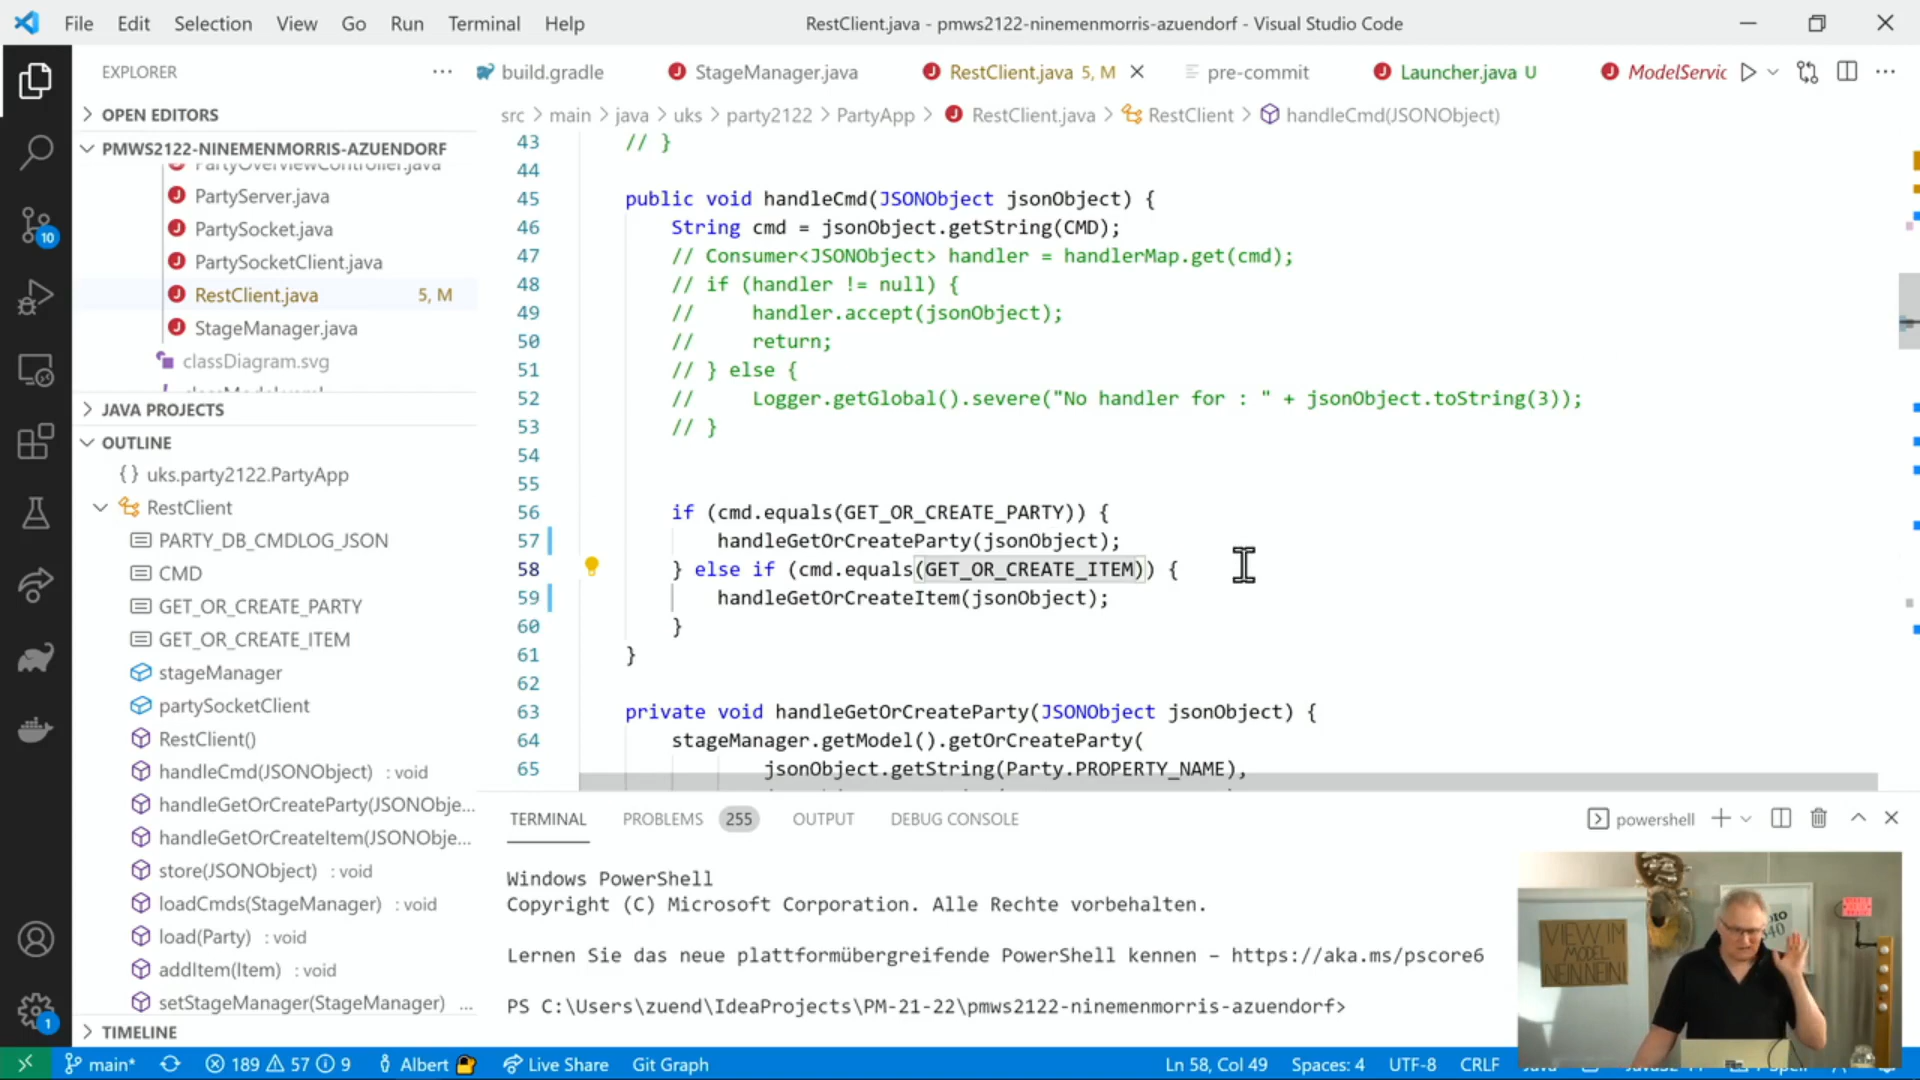 File Edit Selection View Go Run Terminal Help RestClient.java - pmws2122-ninemenmorris-azuendorf - Visual Studio Code
EXPLORER
build.gradle StageManager.java RestClient.java 5, M pre-commit Launcher.java U ModelServic
OPEN EDITORS
src > main > java > uks > party2122 > PartyApp > RestClient.java > RestClient > handleCmd(JSONObject)
PMWS2122-NINEMENMORRIS-AZUENDORF
PartyOverviewController.java
PartyServer.java
PartySocket.java
PartySocketClient.java
RestClient.java 5, M
StageManager.java
classDiagram.svg
JAVA PROJECTS
OUTLINE
{} uks.party2122.PartyApp
RestClient
PARTY_DB_CMDLOG_JSON
CMD
GET_OR_CREATE_PARTY
GET_OR_CREATE_ITEM
stageManager
partySocketClient
RestClient()
handleCmd(JSONObject) : void
handleGetOrCreateParty(JSONObje...
handleGetOrCreateItem(JSONObje...
store(JSONObject) : void
loadCmds(StageManager) : void
load(Party) : void
addItem(Item) : void
setStageManager(StageManager) ...
TIMELINE
43 // }
44
45 public void handleCmd(JSONObject jsonObject) {
46 String cmd = jsonObject.getString(CMD);
47 // Consumer<JSONObject> handler = handlerMap.get(cmd);
48 // if (handler != null) {
49 // handler.accept(jsonObject);
50 // return;
51 // } else {
52 // Logger.getGlobal().severe("No handler for : " + jsonObject.toString(3));
53 // }
54
55
56 if (cmd.equals(GET_OR_CREATE_PARTY)) {
57 handleGetOrCreateParty(jsonObject);
58 } else if (cmd.equals(GET_OR_CREATE_ITEM)) {
59 handleGetOrCreateItem(jsonObject);
60 }
61 }
62
63 private void handleGetOrCreateParty(JSONObject jsonObject) {
64 stageManager.getModel().getOrCreateParty(
65 jsonObject.getString(Party.PROPERTY_NAME),
TERMINAL PROBLEMS 255 OUTPUT DEBUG CONSOLE powershell
Windows PowerShell
Copyright (C) Microsoft Corporation. Alle Rechte vorbehalten.
Lernen Sie das neue plattformübergreifende PowerShell kennen – https://aka.ms/pscore6
PS C:\Users\zuend\IdeaProjects\PM-21-22\pmws2122-ninemenmorris-azuendorf>
VIEW IM
MODEL
NEIN NEIN!
10
1
main* 189 57 9 Albert Live Share Git Graph Ln 58, Col 49 Spaces: 4 UTF-8 CRLF